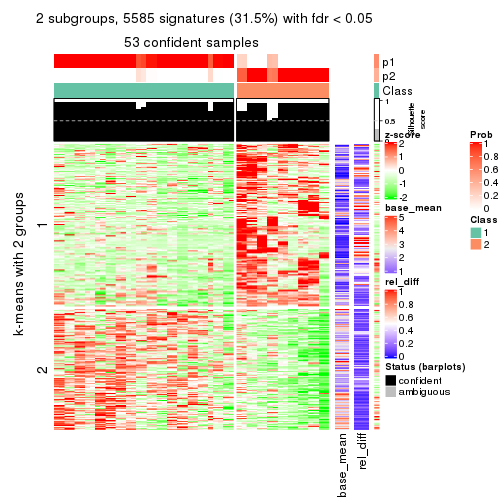 2 subgroups, 5585 signatures (31.5%) with fdr < 0.05
53 confident samples
p1
p2
Class
1
0.5
0
Silhouette
score
k-means with 2 groups
1
2
z-score
2
1
0
-1
-2
base_mean
5
4
3
2
1
rel_diff
1
0.8
0.6
0.4
0.2
0
Status (barplots)
confident
ambiguous
Prob
1
0.8
0.6
0.4
0.2
0
Class
1
2
base_mean
rel_diff